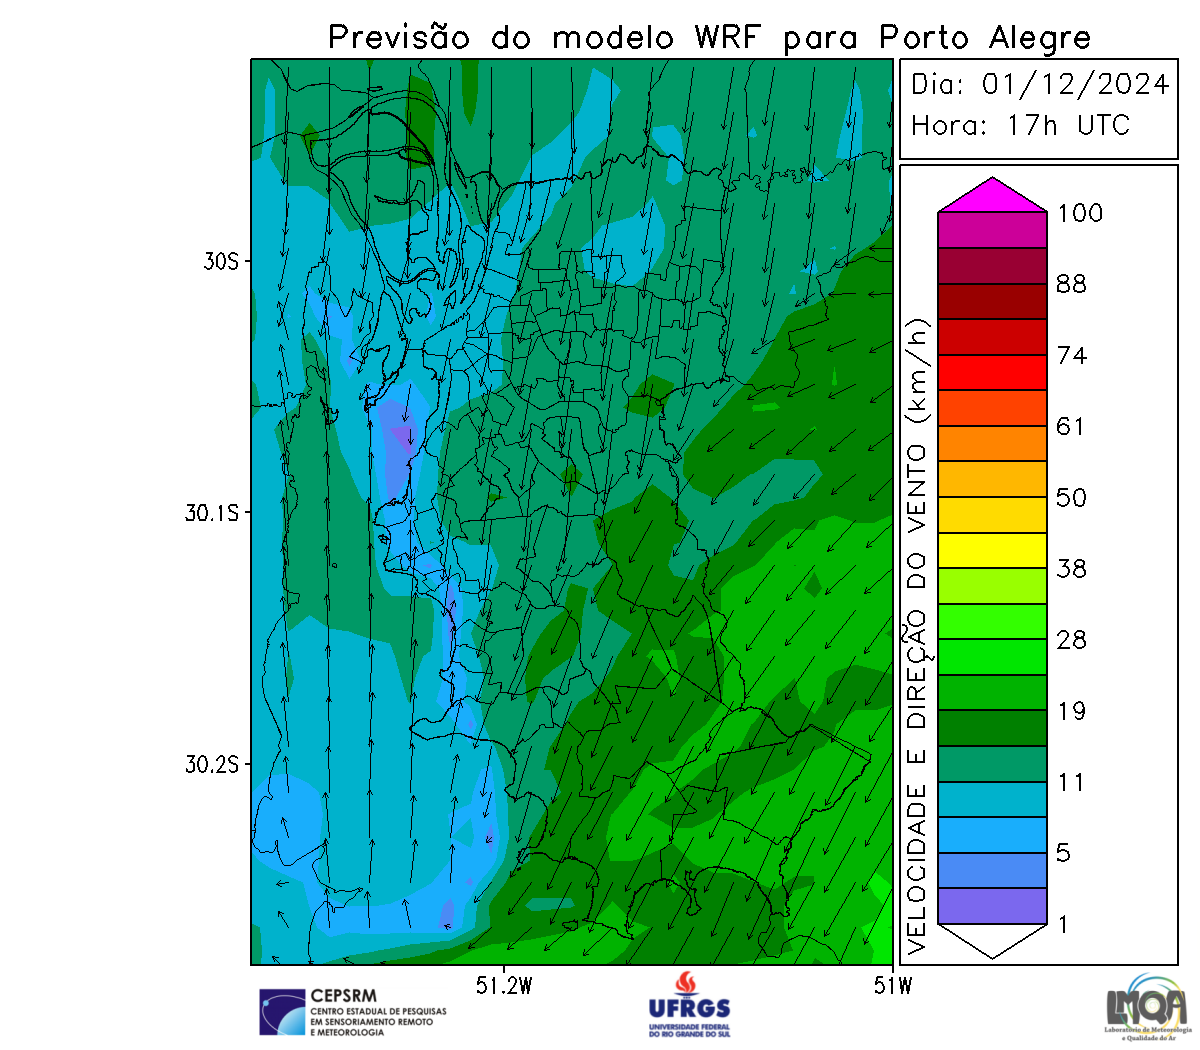 Previsão do modelo WRF para Porto Alegre
Dia: 01/12/2024
Hora: 17h UTC
30S
30.1S
30.2S
51.2W
51W
VELOCIDADE E DIREÇÃO DO VENTO (km/h)
100
88
74
61
50
38
28
19
11
5
1
CEPSRM
CENTRO ESTADUAL DE PESQUISAS
EM SENSORIAMENTO REMOTO
E METEOROLOGIA
UFRGS
UNIVERSIDADE FEDERAL
DO RIO GRANDE DO SUL
LMQA
Laboratório de Meteorologia
e Qualidade do Ar